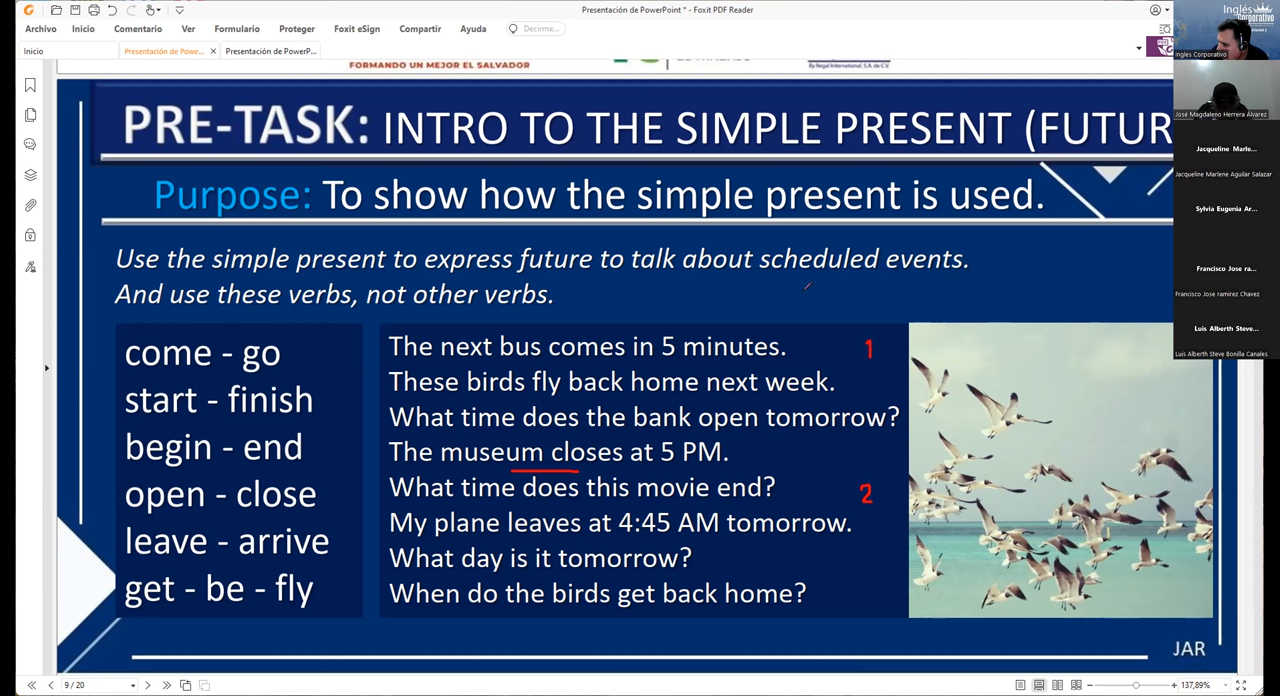 Presentación de PowerPoint * - Foxit PDF Reader
Archivo Inicio Comentario Ver Formulario Proteger Foxit eSign Compartir Ayuda Decirme...
Inicio Presentación de Powe... Presentación de PowerP...
FORMANDO UN MEJOR EL SALVADOR
By Regal International, S.A. de C.V.
PRE-TASK: INTRO TO THE SIMPLE PRESENT (FUTUR
Purpose: To show how the simple present is used.
Use the simple present to express future to talk about scheduled events.
And use these verbs, not other verbs.
come - go
start - finish
begin - end
open - close
leave - arrive
get - be - fly
The next bus comes in 5 minutes. 1
These birds fly back home next week.
What time does the bank open tomorrow?
The museum closes at 5 PM.
What time does this movie end? 2
My plane leaves at 4:45 AM tomorrow.
What day is it tomorrow?
When do the birds get back home?
JAR
9 / 20
137,89%
Inglés
Corporativo
Inglés Corporativo
José Magdaleno Herrera Álvarez
Jacqueline Marle...
Jacqueline Marlene Aguilar Salazar
Sylvia Eugenia Ar...
Francisco Jose ra...
Francisco Jose ramirez Chavez
Luis Alberth Steve...
Luis Alberth Steve Bonilla Canales